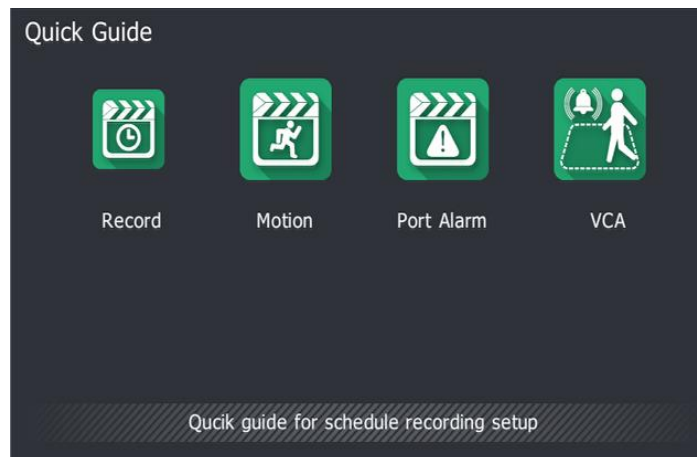 Quick Guide
Record Motion Port Alarm VCA
Qucik guide for schedule recording setup